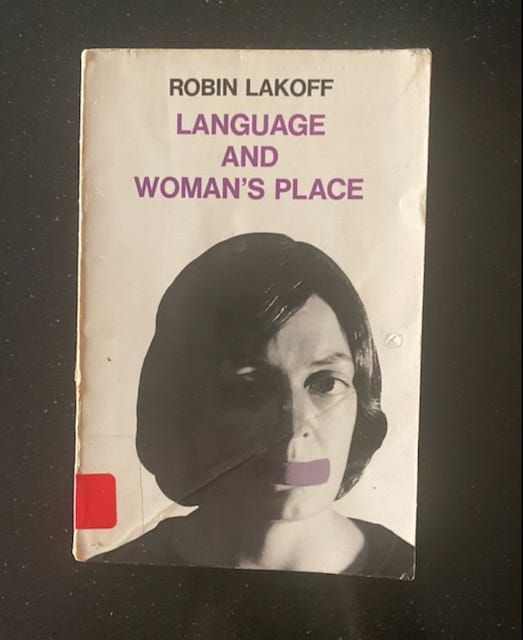 ROBIN LAKOFF
LANGUAGE
AND
WOMAN'S PLACE